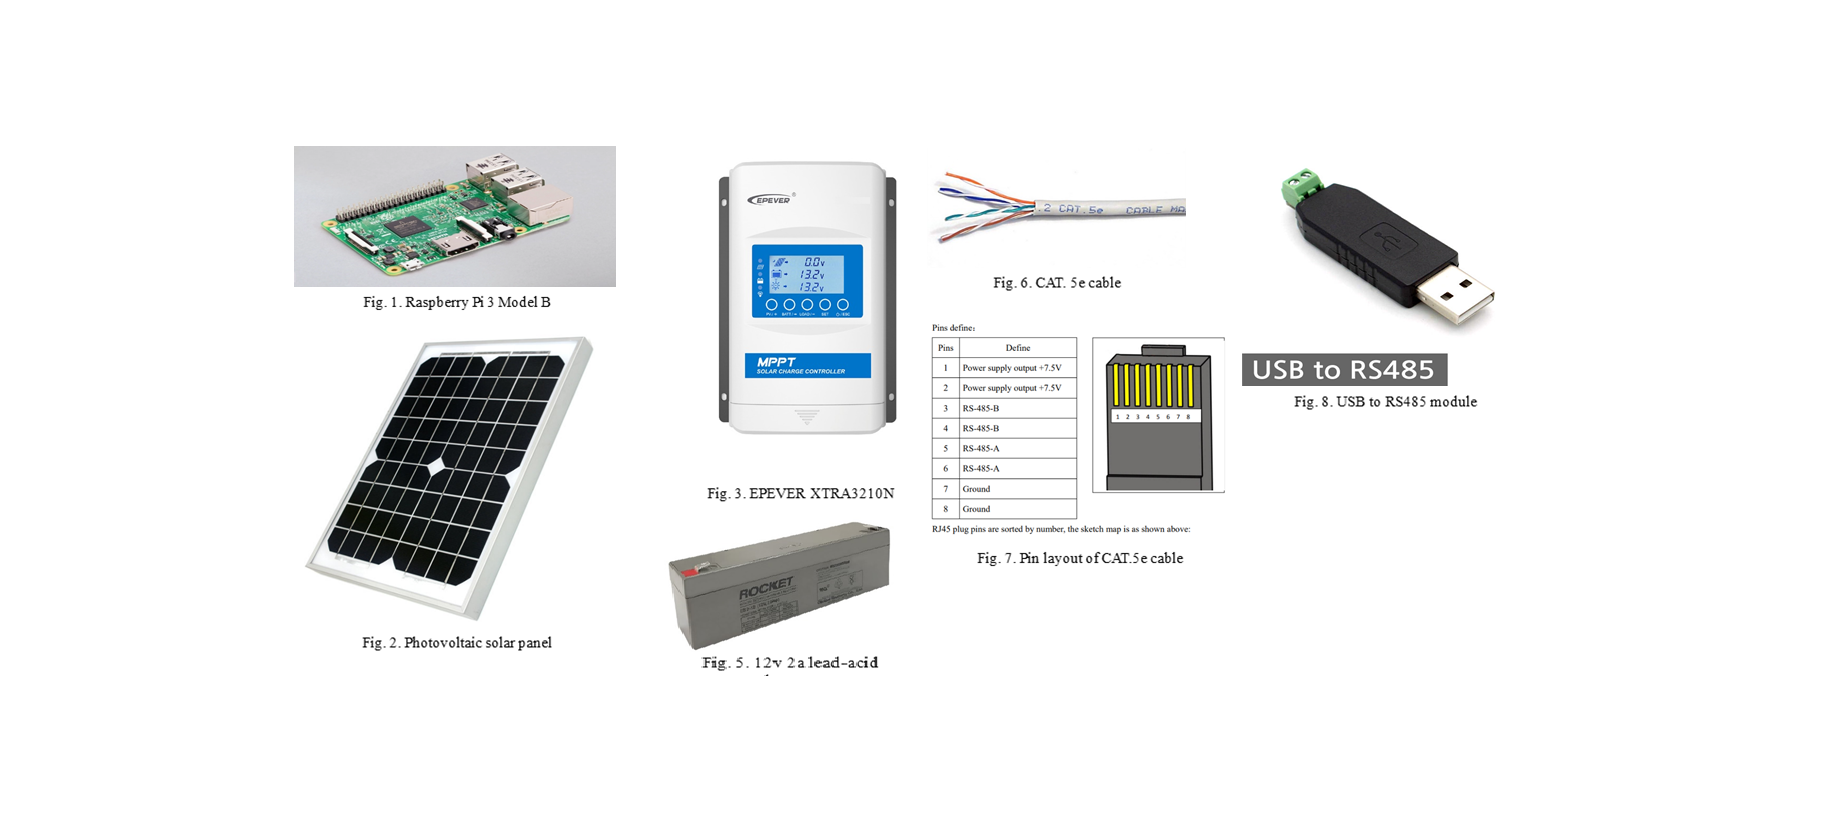 Fig. 1. Raspberry Pi 3 Model B
Fig. 2. Photovoltaic solar panel
EPEVER
®
0.0v
13.2v
13.2v
MPPT
SOLAR CHARGE CONTROLLER
Fig. 3. EPEVER XTRA3210N
ROCKET
Fig. 5. 12v 2a lead-acid
.2 CAT.5e CABLE MA
Fig. 6. CAT. 5e cable
Pins define:
Pins Define
1 Power supply output +7.5V
2 Power supply output +7.5V
3 RS-485-B
4 RS-485-B
5 RS-485-A
6 RS-485-A
7 Ground
8 Ground
1 2 3 4 5 6 7 8
RJ45 plug pins are sorted by number, the sketch map is as shown above:
Fig. 7. Pin layout of CAT.5e cable
USB to RS485
Fig. 8. USB to RS485 module